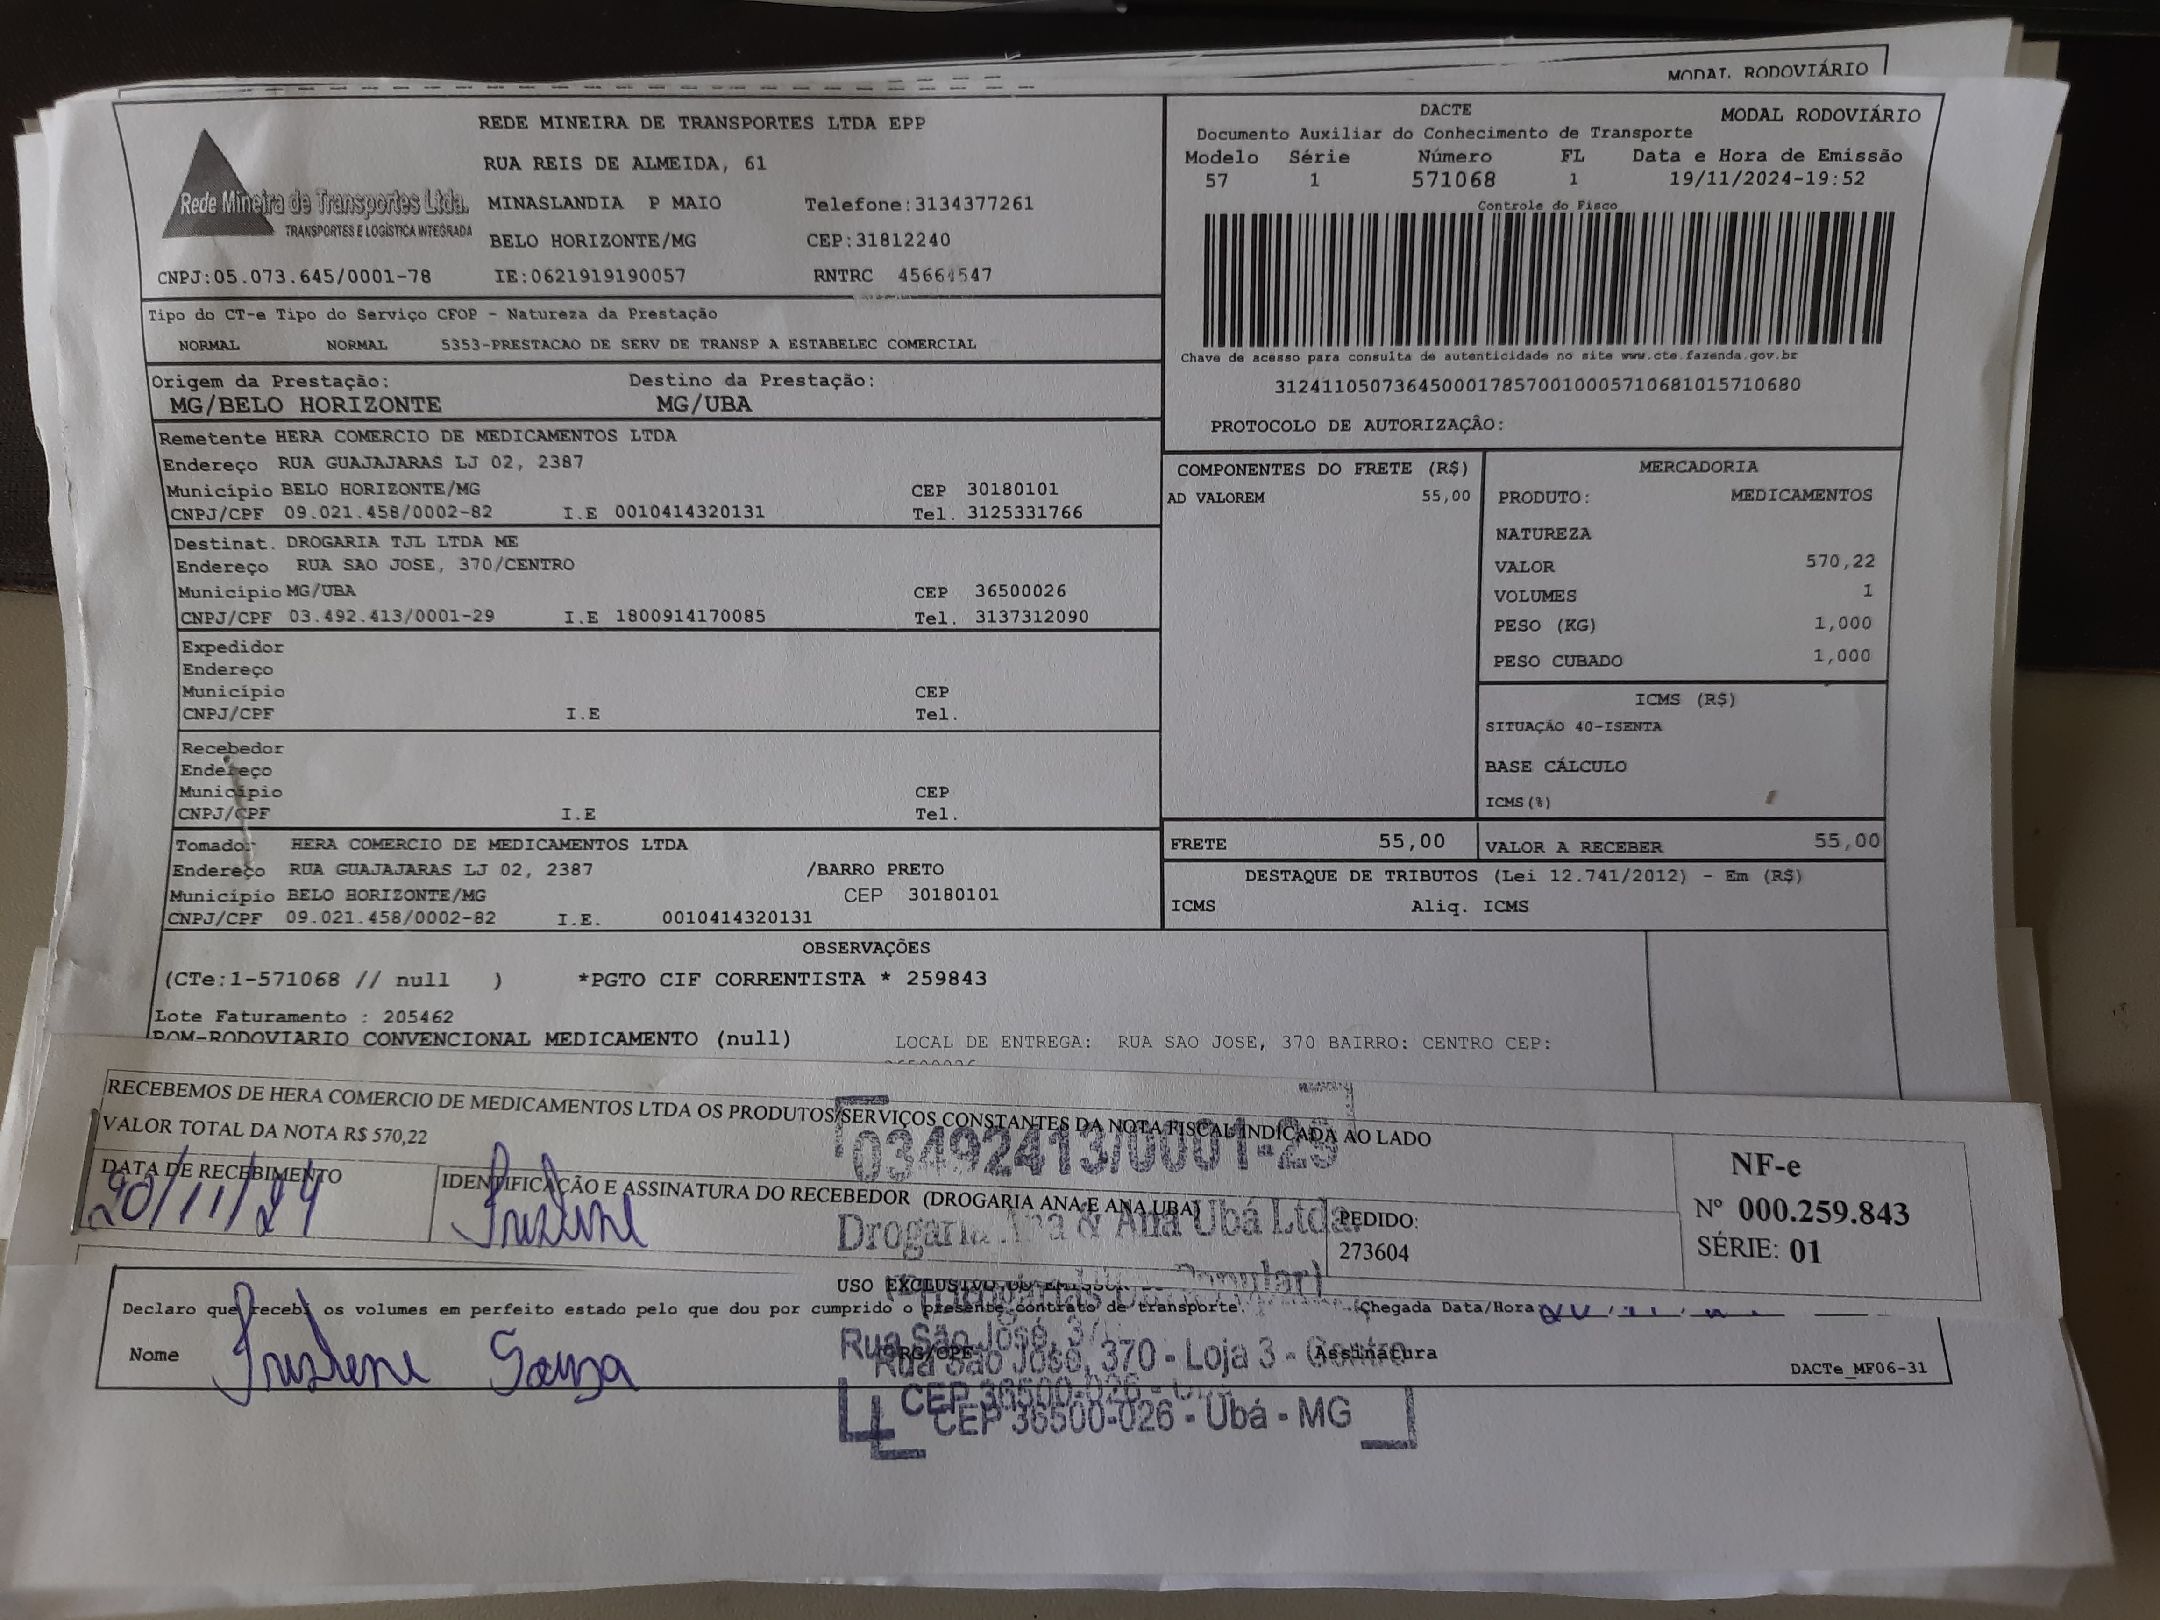 MODAL RODOVIÁRIO
REDE MINEIRA DE TRANSPORTES LTDA EPP
RUA REIS DE ALMEIDA, 61
MINASLANDIA P MAIO Telefone:3134377261
BELO HORIZONTE/MG CEP:31812240
CNPJ:05.073.645/0001-78 IE:0621919190057 RNTRC 45664547
Rede Mineira de Transportes Ltda.
TRANSPORTES E LOGÍSTICA INTEGRADA
DACTE MODAL RODOVIÁRIO
Documento Auxiliar do Conhecimento de Transporte
Modelo Série Número FL Data e Hora de Emissão
57 1 571068 1 19/11/2024-19:52
Controle do Fisco
Chave de acesso para consulta de autenticidade no site www.cte.fazenda.gov.br
31241105073645000178570010005710681015710680
PROTOCOLO DE AUTORIZAÇÂO:
Tipo do CT-e Tipo do Serviço CFOP - Natureza da Prestação
NORMAL NORMAL 5353-PRESTACAO DE SERV DE TRANSP A ESTABELEC COMERCIAL
Origem da Prestação: Destino da Prestação:
MG/BELO HORIZONTE MG/UBA
Remetente HERA COMERCIO DE MEDICAMENTOS LTDA
Endereço RUA GUAJAJARAS LJ 02, 2387
Município BELO HORIZONTE/MG CEP 30180101
CNPJ/CPF 09.021.458/0002-82 I.E 0010414320131 Tel. 3125331766
Destinat. DROGARIA TJL LTDA ME
Endereço RUA SAO JOSE, 370/CENTRO
Município MG/UBA CEP 36500026
CNPJ/CPF 03.492.413/0001-29 I.E 1800914170085 Tel. 3137312090
Expedidor
Endereço
Município CEP
CNPJ/CPF I.E Tel.
Recebedor
Endereço
Município CEP
CNPJ/CPF I.E Tel.
Tomador HERA COMERCIO DE MEDICAMENTOS LTDA
Endereço RUA GUAJAJARAS LJ 02, 2387 /BARRO PRETO
Município BELO HORIZONTE/MG CEP 30180101
CNPJ/CPF 09.021.458/0002-82 I.E. 0010414320131
COMPONENTES DO FRETE (R$)
AD VALOREM 55,00
MERCADORIA
PRODUTO: MEDICAMENTOS
NATUREZA
VALOR 570,22
VOLUMES 1
PESO (KG) 1,000
PESO CUBADO 1,000
ICMS (R$)
SITUAÇÃO 40-ISENTA
BASE CÁLCULO
ICMS(%)
FRETE 55,00 VALOR A RECEBER 55,00
DESTAQUE DE TRIBUTOS (Lei 12.741/2012) - Em (R$)
ICMS Aliq. ICMS
OBSERVAÇÕES
(CTe:1-571068 // null ) *PGTO CIF CORRENTISTA * 259843
Lote Faturamento : 205462
ROM-RODOVIARIO CONVENCIONAL MEDICAMENTO (null) LOCAL DE ENTREGA: RUA SAO JOSE, 370 BAIRRO: CENTRO CEP:
RECEBEMOS DE HERA COMERCIO DE MEDICAMENTOS LTDA OS PRODUTOS/SERVIÇOS CONSTANTES DA NOTA FISCAL INDICADA AO LADO
VALOR TOTAL DA NOTA R$ 570,22
03492413/0001-29
DATA DE RECEBIMENTO
20/11/24
IDENTIFICAÇÃO E ASSINATURA DO RECEBEDOR (DROGARIA ANA E ANA UBA)
Drogaria Ana & Ana Ubá Ltda
PEDIDO:
273604
NF-e
Nº 000.259.843
SÉRIE: 01
USO EXCLUSIVO DO EMISSOR
Declaro que recebi os volumes em perfeito estado pelo que dou por cumprido o presente contrato de transporte. Chegada Data/Hora
Nome Souza RG/CPF Assinatura
Rua São José, 370 - Loja 3 - Centro
CEP 36500-026 - Ubá - MG
DACTe_MF06-31